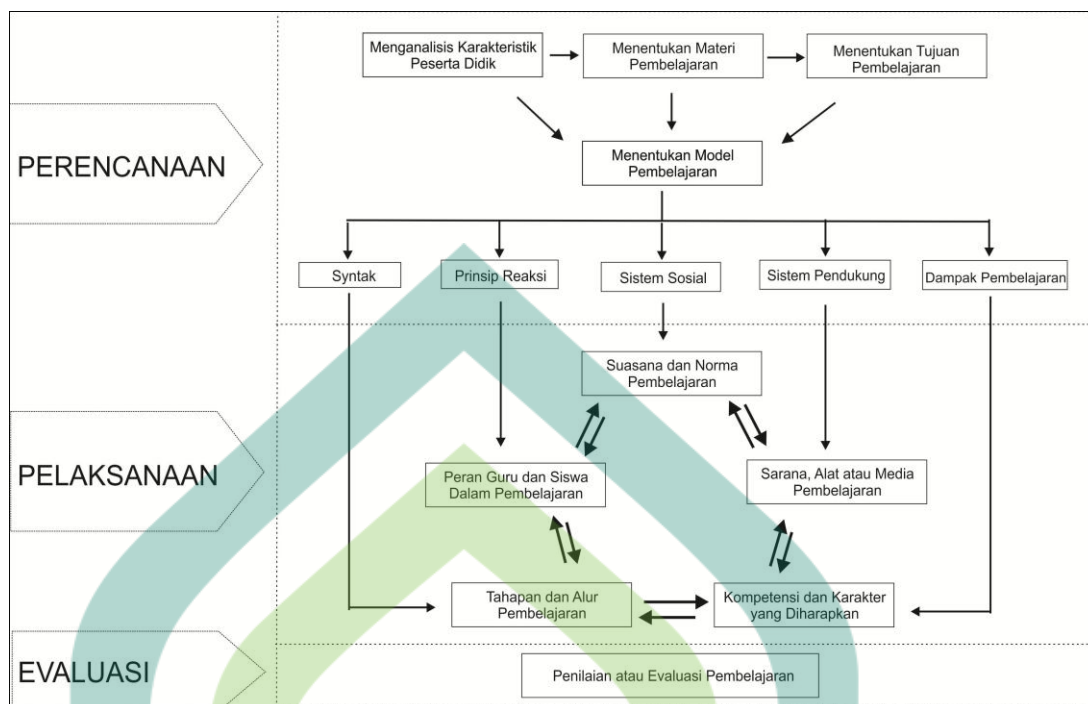 Menganalisis Karakteristik
Peserta Didik
Menentukan Materi
Pembelajaran
Menentukan Tujuan
Pembelajaran
PERENCANAAN
Menentukan Model
Pembelajaran
Syntak
Prinsip Reaksi
Sistem Sosial
Sistem Pendukung
Dampak Pembelajaran
Suasana dan Norma
Pembelajaran
PELAKSANAAN
Peran Guru dan Siswa
Dalam Pembelajaran
Sarana, Alat atau Media
Pembelajaran
Tahapan dan Alur
Pembelajaran
Kompetensi dan Karakter
yang Diharapkan
EVALUASI
Penilaian atau Evaluasi Pembelajaran